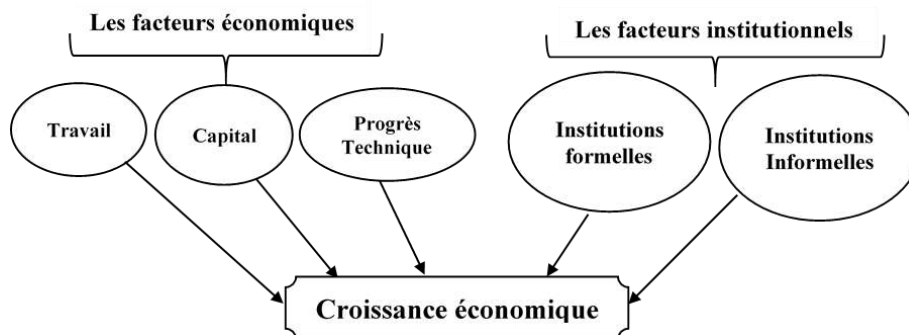 Les facteurs économiques
Les facteurs institutionnels
Travail
Capital
Progrès
Technique
Institutions
formelles
Institutions
Informelles
Croissance économique